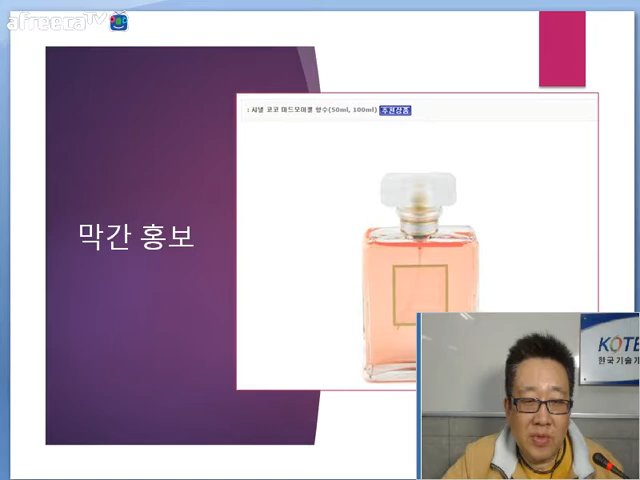 afreecaTV
: 샤넬 코코 마드모아젤 향수(50ml, 100ml) 추천상품
막간 홍보
KOTE
한국기술거